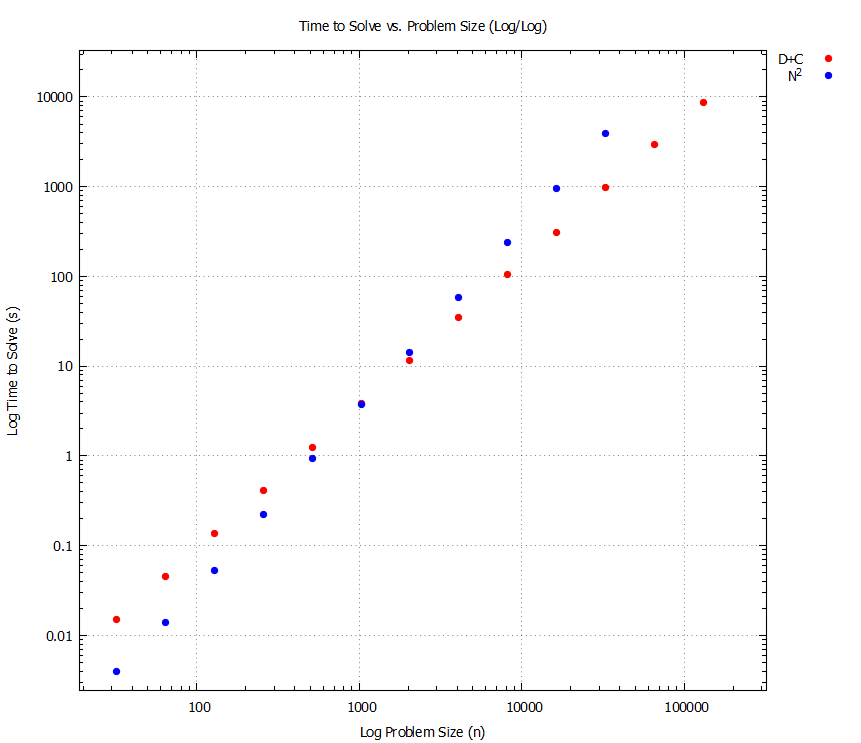 Time to Solve vs. Problem Size (Log/Log)
D+C
N²
10000
1000
100
10
1
0.1
0.01
Log Time to Solve (s)
100 1000 10000 100000
Log Problem Size (n)